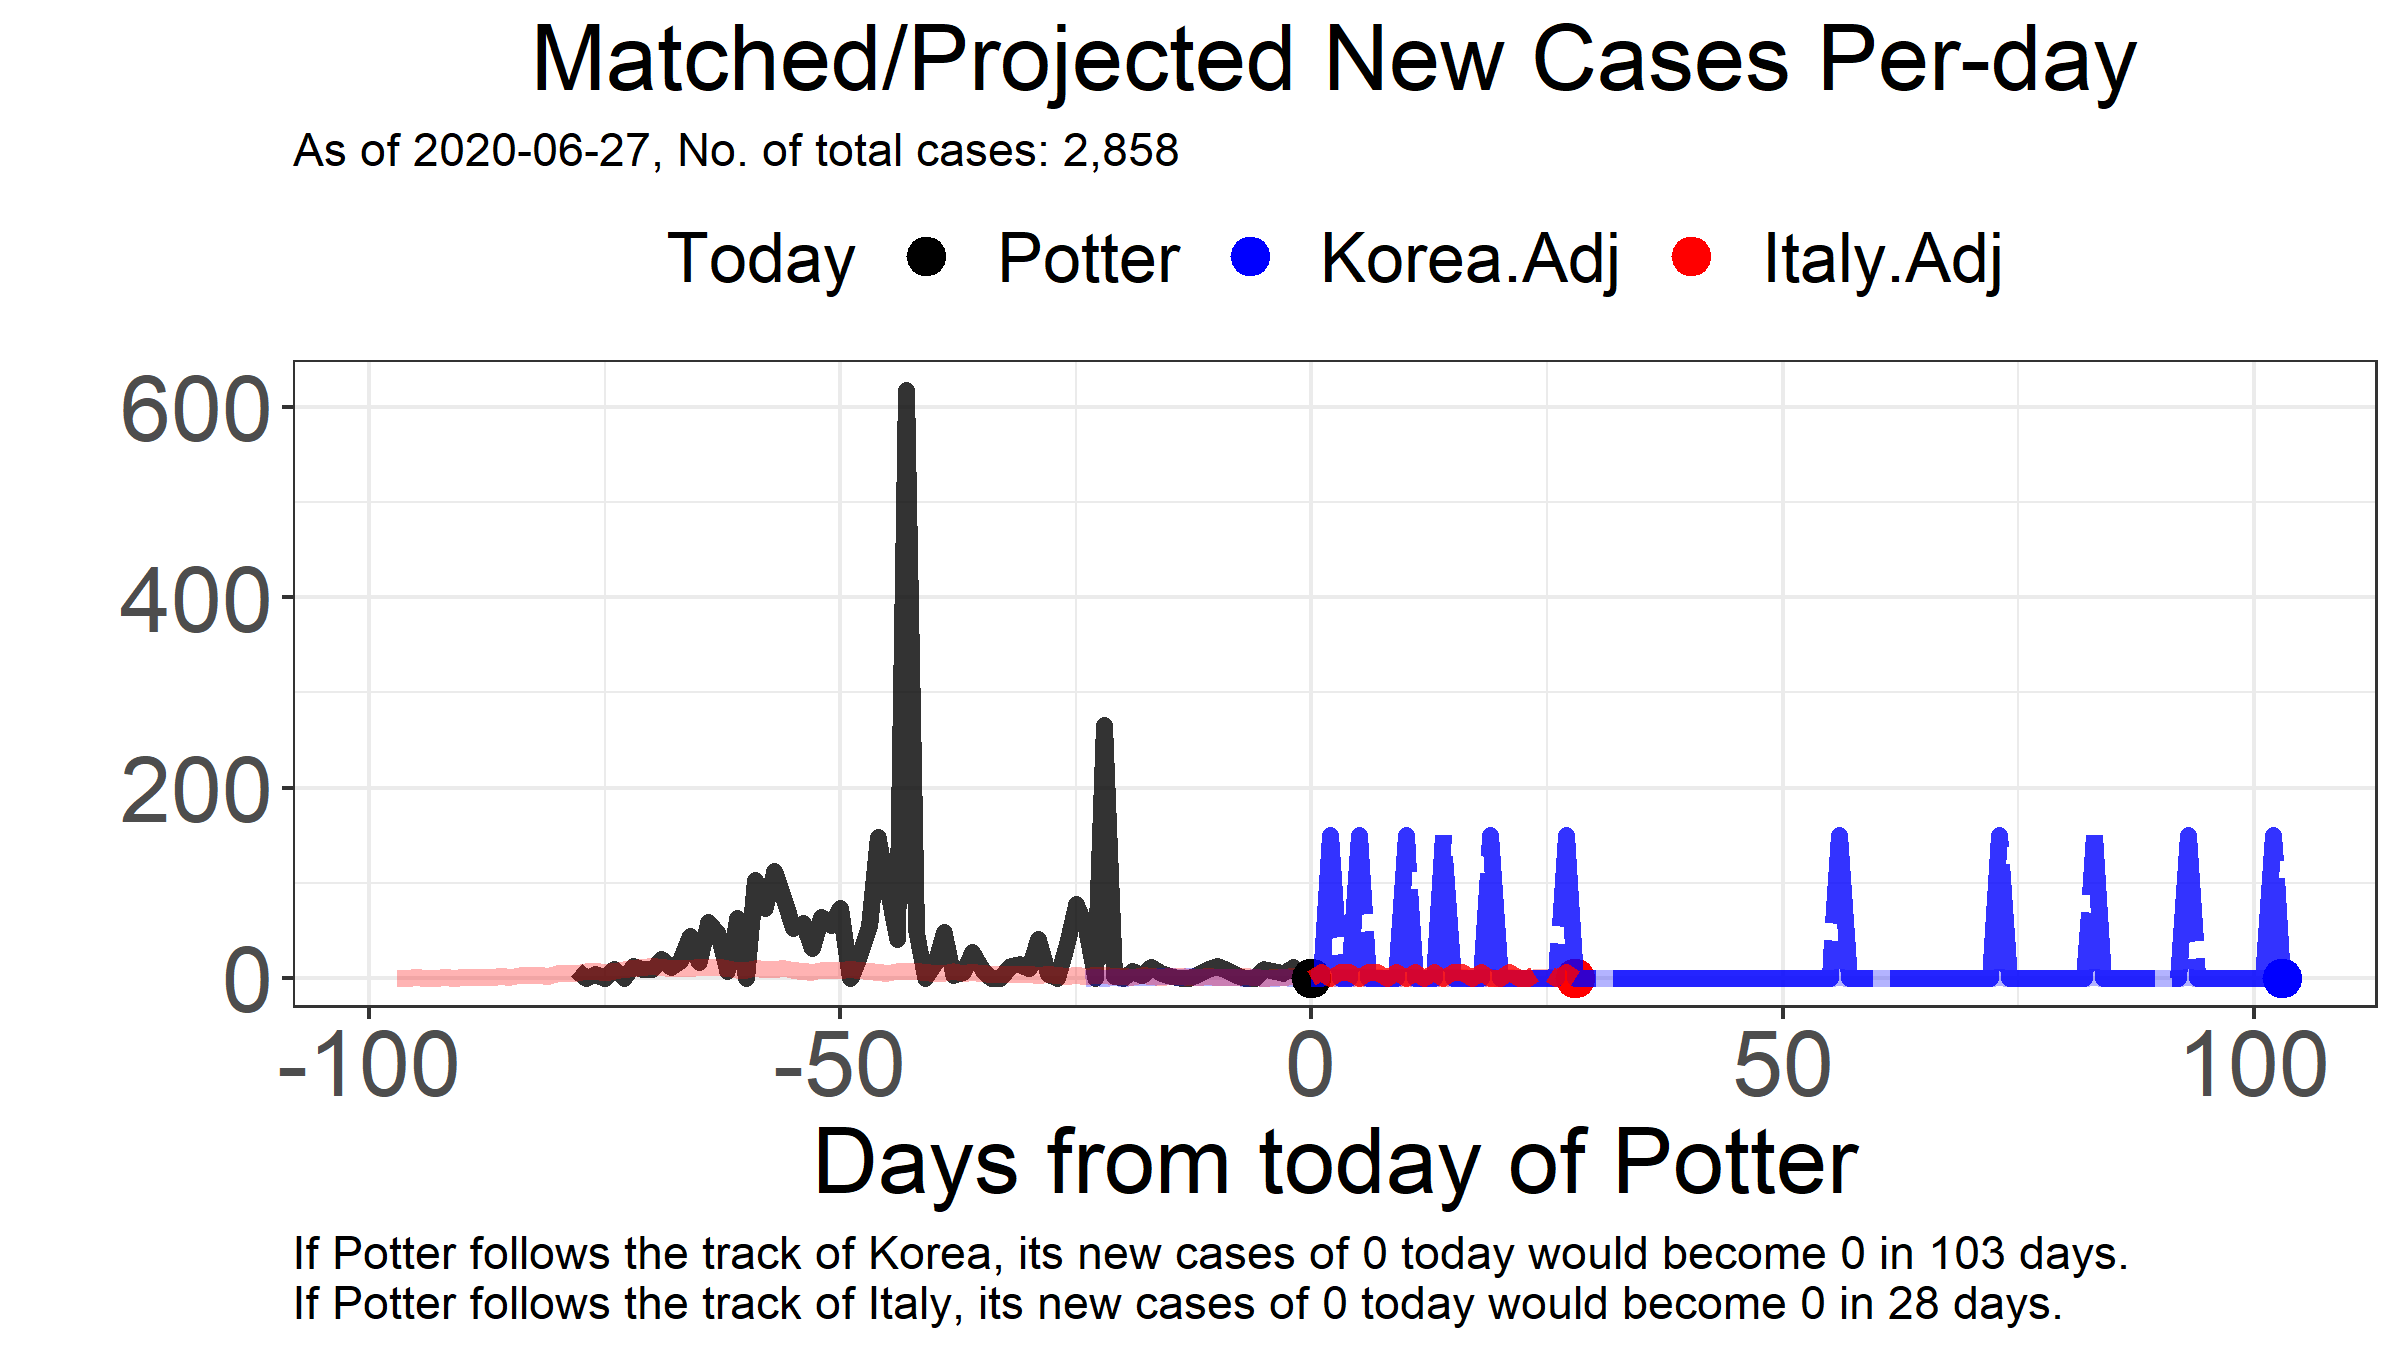 Matched/Projected New Cases Per-day
As of 2020-06-27, No. of total cases: 2,858
Today Potter Korea.Adj Italy.Adj
600
400
200
0
-100 -50 0 50 100
Days from today of Potter
If Potter follows the track of Korea, its new cases of 0 today would become 0 in 103 days.
If Potter follows the track of Italy, its new cases of 0 today would become 0 in 28 days.